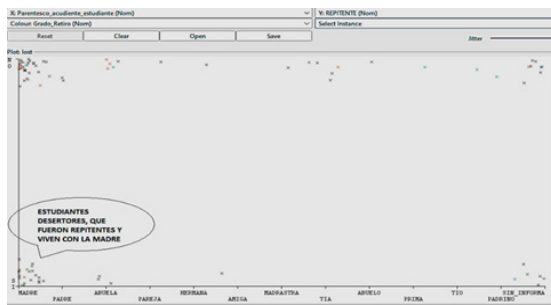 X: Parentesco_acudiente_estudiante (Nom) Y: REPITENTE (Nom)
Colour: Grado_Retiro (Nom) Select Instance
Reset Clear Open Save Jitter
Plot: lost
N
O
ESTUDIANTES
DESERTORES, QUE
FUERON REPITENTES Y
VIVEN CON LA MADRE
S
I
MADRE ABUELA HERMANA MADRASTRA ABUELO TIO SIN_INFORMA
PADRE PAREJA AMIGA TIA PRIMA PADRINO